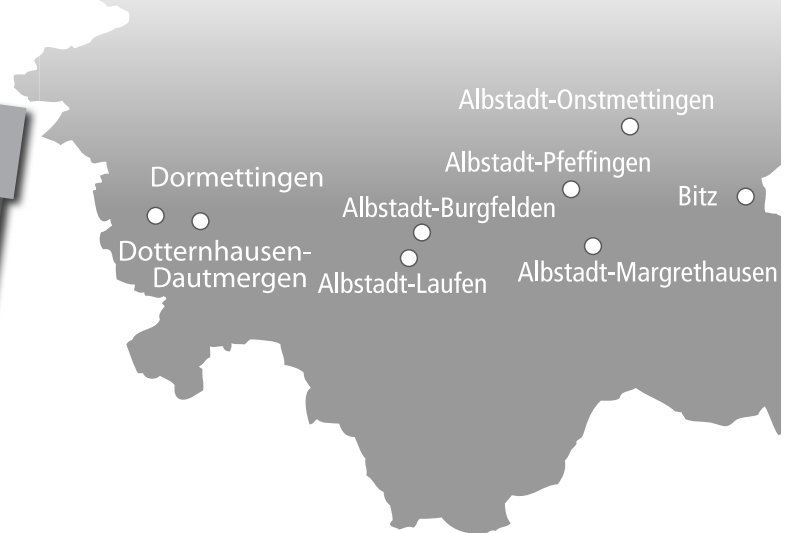 Albstadt-Onstmettingen
Albstadt-Pfeffingen
Dormettingen
Bitz
Albstadt-Burgfelden
Dotternhausen-
Dautmergen
Albstadt-Laufen
Albstadt-Margrethausen